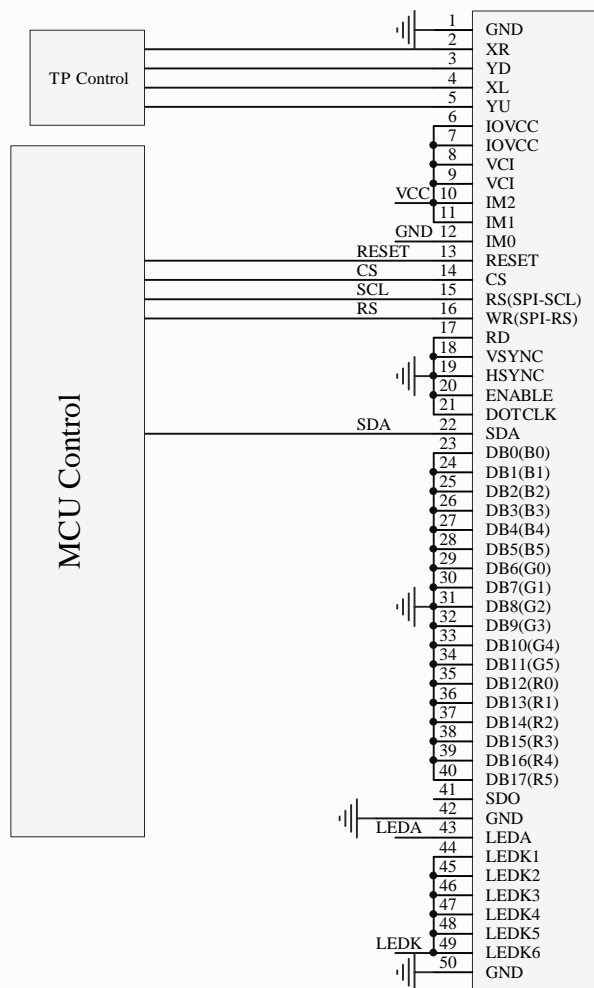 1 GND
2 XR
3 YD
TP Control
4 XL
5 YU
6 IOVCC
7 IOVCC
8 VCI
9 VCI
VCC 10 IM2
11 IM1
GND 12 IM0
RESET 13 RESET
CS 14 CS
SCL 15 RS(SPI-SCL)
RS 16 WR(SPI-RS)
17 RD
18 VSYNC
19 HSYNC
20 ENABLE
21 DOTCLK
SDA 22 SDA
MCU Control
23 DB0(B0)
24 DB1(B1)
25 DB2(B2)
26 DB3(B3)
27 DB4(B4)
28 DB5(B5)
29 DB6(G0)
30 DB7(G1)
31 DB8(G2)
32 DB9(G3)
33 DB10(G4)
34 DB11(G5)
35 DB12(R0)
36 DB13(R1)
37 DB14(R2)
38 DB15(R3)
39 DB16(R4)
40 DB17(R5)
41 SDO
42 GND
LEDA 43 LEDA
44 LEDK1
45 LEDK2
46 LEDK3
47 LEDK4
48 LEDK5
LEDK 49 LEDK6
50 GND